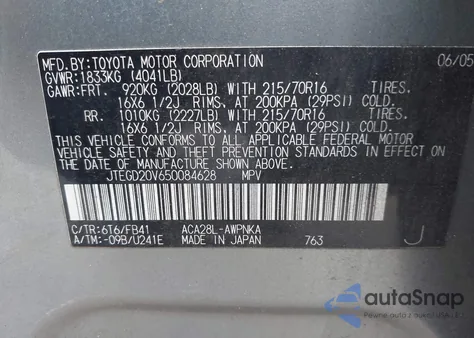 MFD.BY:TOYOTA MOTOR CORPORATION 06/05
GVWR:1833KG (4041LB)
GAWR:FRT. 920KG (2028LB) WITH 215/70R16 TIRES.
16X6 1/2J RIMS, AT 200KPA (29PSI) COLD.
RR. 1010KG (2227LB) WITH 215/70R16 TIRES.
16X6 1/2J RIMS, AT 200KPA (29PSI) COLD.
THIS VEHICLE CONFORMS TO ALL APPLICABLE FEDERAL MOTOR
VEHICLE SAFETY AND BUMPER STANDARDS IN EFFECT ON
THE DATE OF MANUFACTURE SHOWN ABOVE.
JTEGD20V650084628 MPV
C/TR:6T6/FB41 ACA28L-AWPNKA
A/TM:-09B/U241E MADE IN JAPAN 763 J
autoSnap